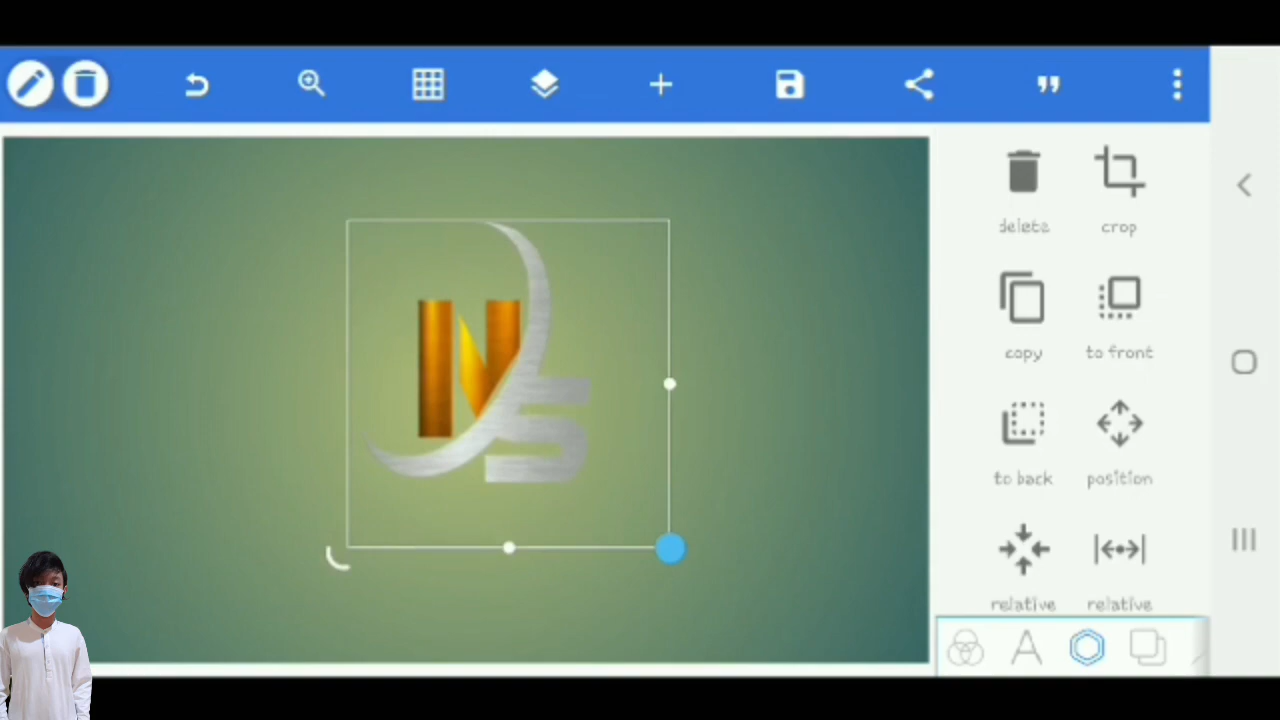 N
S
delete
crop
copy
to front
to back
position
relative
relative